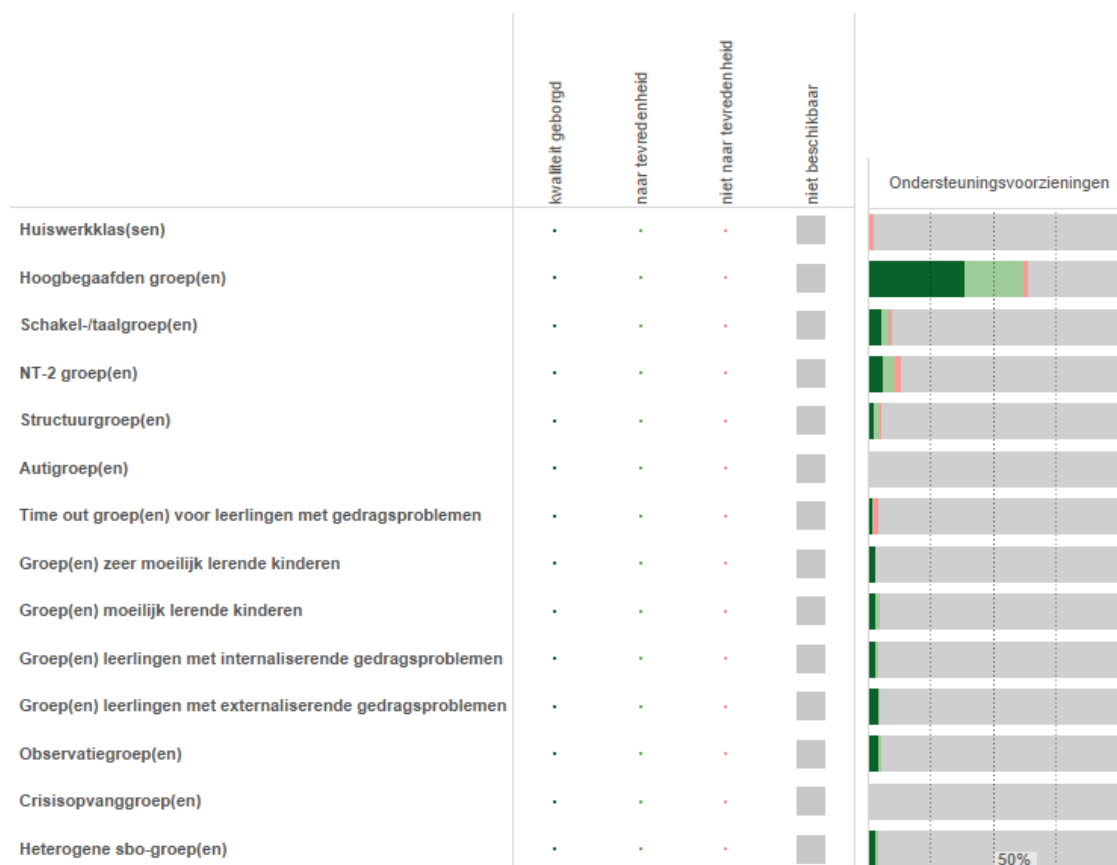 kwaliteit geborgd
naar tevredenheid
niet naar tevredenheid
niet beschikbaar
Ondersteuningsvoorzieningen
Huiswerkklas(sen)
Hoogbegaafden groep(en)
Schakel-/taalgroep(en)
NT-2 groep(en)
Structuurgroep(en)
Autigroep(en)
Time out groep(en) voor leerlingen met gedragsproblemen
Groep(en) zeer moeilijk lerende kinderen
Groep(en) moeilijk lerende kinderen
Groep(en) leerlingen met internaliserende gedragsproblemen
Groep(en) leerlingen met externaliserende gedragsproblemen
Observatiegroep(en)
Crisisopvanggroep(en)
Heterogene sbo-groep(en)
50%